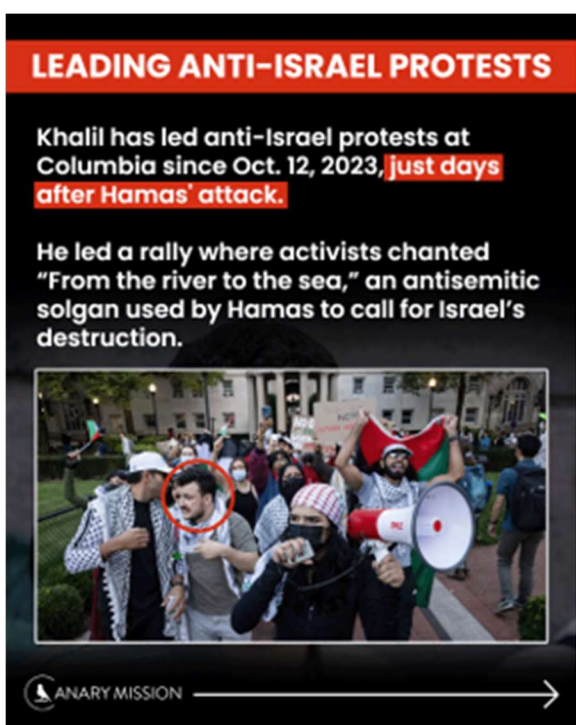 LEADING ANTI-ISRAEL PROTESTS
Khalil has led anti-Israel protests at
Columbia since Oct. 12, 2023, just days
after Hamas' attack.
He led a rally where activists chanted
“From the river to the sea,” an antisemitic
solgan used by Hamas to call for Israel’s
destruction.
ANARY MISSION